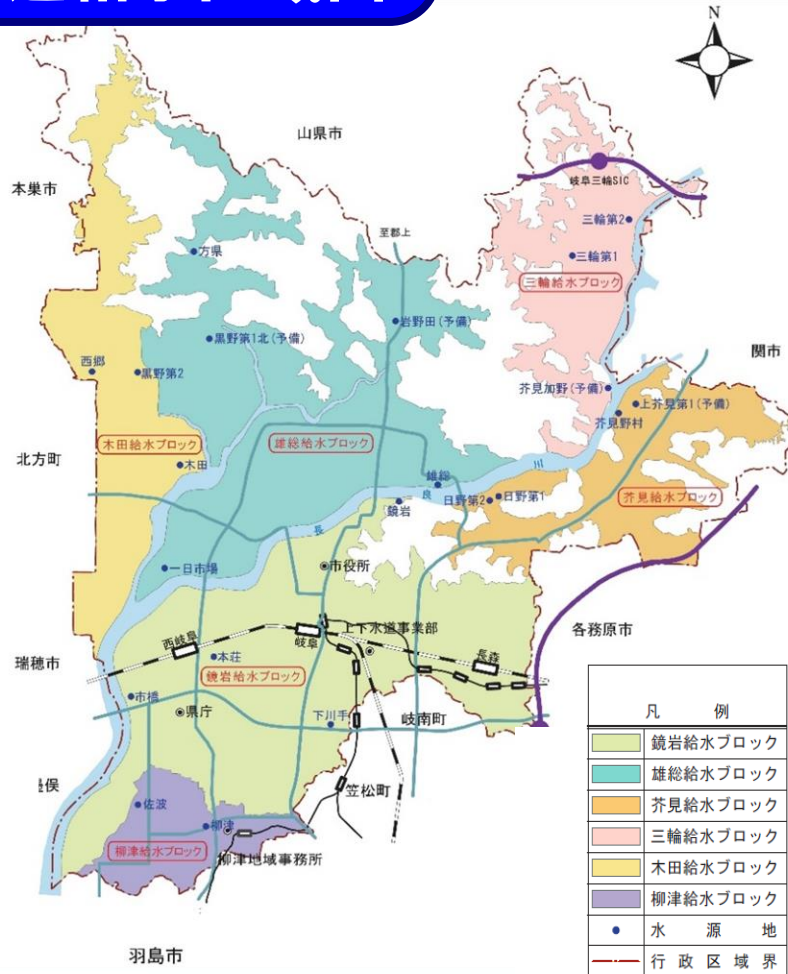 N
山県市
本巣市
岐阜三輪SIC
三輪第2
至郡上
方県
三輪第1
三輪給水ブロック
岩野田(予備)
黒野第1北(予備)
関市
西郷
黒野第2
芥見加野(予備)
上芥見第1(予備)
芥見野村
木田給水ブロック
雄総給水ブロック
北方町
木田
川
雄総
良
日野第2
日野第1
芥見給水ブロック
鏡岩
長
一日市場
市役所
各務原市
上下水道事業部
西岐阜
岐阜
長森
瑞穂市
本荘
鏡岩給水ブロック
市橋
県庁
下川手
岐南町
笠松町
佐波
柳津
柳津給水ブロック
柳津地域事務所
羽島市
凡例
鏡岩給水ブロック
雄総給水ブロック
芥見給水ブロック
三輪給水ブロック
木田給水ブロック
柳津給水ブロック
水源地
行政区域界